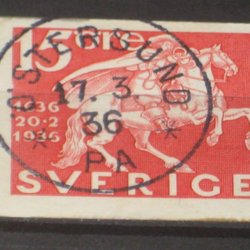 15 ÖRE
ÖSTERSUND
17. 3.
1636
20·2
1936
36
PA
SVERIGE